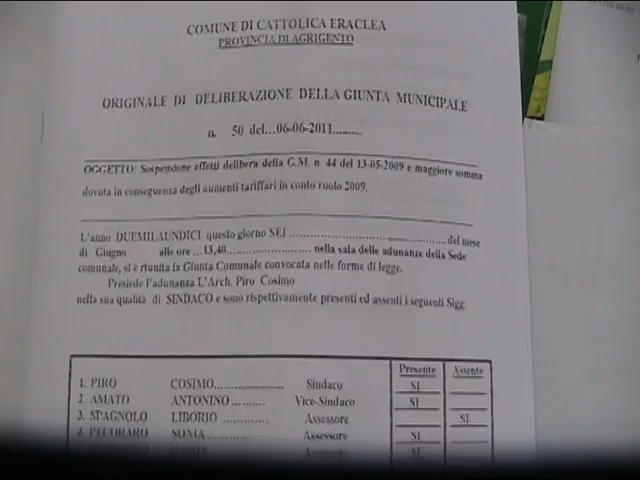 COMUNE DI CATTOLICA ERACLEA
PROVINCIA DI AGRIGENTO
ORIGINALE DI DELIBERAZIONE DELLA GIUNTA MUNICIPALE
n. 50 del...06-06-2011..........
OGGETTO: Sospensione effetti delibera della G.M. n. 44 del 13-05-2009 e maggiore somma
dovuta in conseguenza degli aumenti tariffari in conto ruolo 2009.
L'anno DUEMILAUNDICI questo giorno SEI ................................................del mese
di Giugno alle ore ...13,40......................... nella sala delle adunanze della Sede
comunale, si è riunita la Giunta Comunale convocata nelle forme di legge.
Presiede l'adunanza L'Arch. Piro Cosimo
nella sua qualità di SINDACO e sono rispettivamente presenti ed assenti i seguenti Sigg.
Presente Assente
1. PIRO COSIMO..................... Sindaco SI
2. AMATO ANTONINO .......... Vice-Sindaco SI
3. SPAGNOLO LIBORIO ............. Assessore SI
4. PECORARO SONIA ............ Assessore SI
Assessore SI